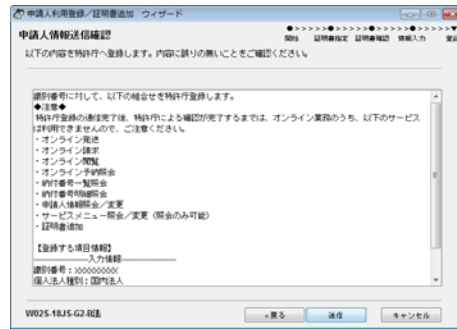 申請人利用登録/証明書追加 ウィザード
申請人情報送信確認
●>>>>>●>>>>>●>>>>>●>>>>>▼
開始 証明書指定 証明書確認 情報入力
以下の内容を特許庁へ登録します。内容に誤りの無いことをご確認ください。
識別番号に対して、以下の組合せを特許庁登録します。
◆注意◆
特許庁登録の通信完了後、特許庁による確認が完了するまでは、オンライン業務のうち、以下のサービス
は利用できませんので、ご注意ください。
・オンライン発送
・オンライン請求
・オンライン閲覧
・オンライン予納照会
・納付番号一覧照会
・納付番号明細照会
・申請人情報照会/変更
・サービスメニュー照会/変更(照会のみ可能)
・証明書追加
【登録する項目情報】
入力情報
識別番号:
個人法人種別:国内法人
W02S-18JS-G2-R法
<戻る 送信 キャンセル